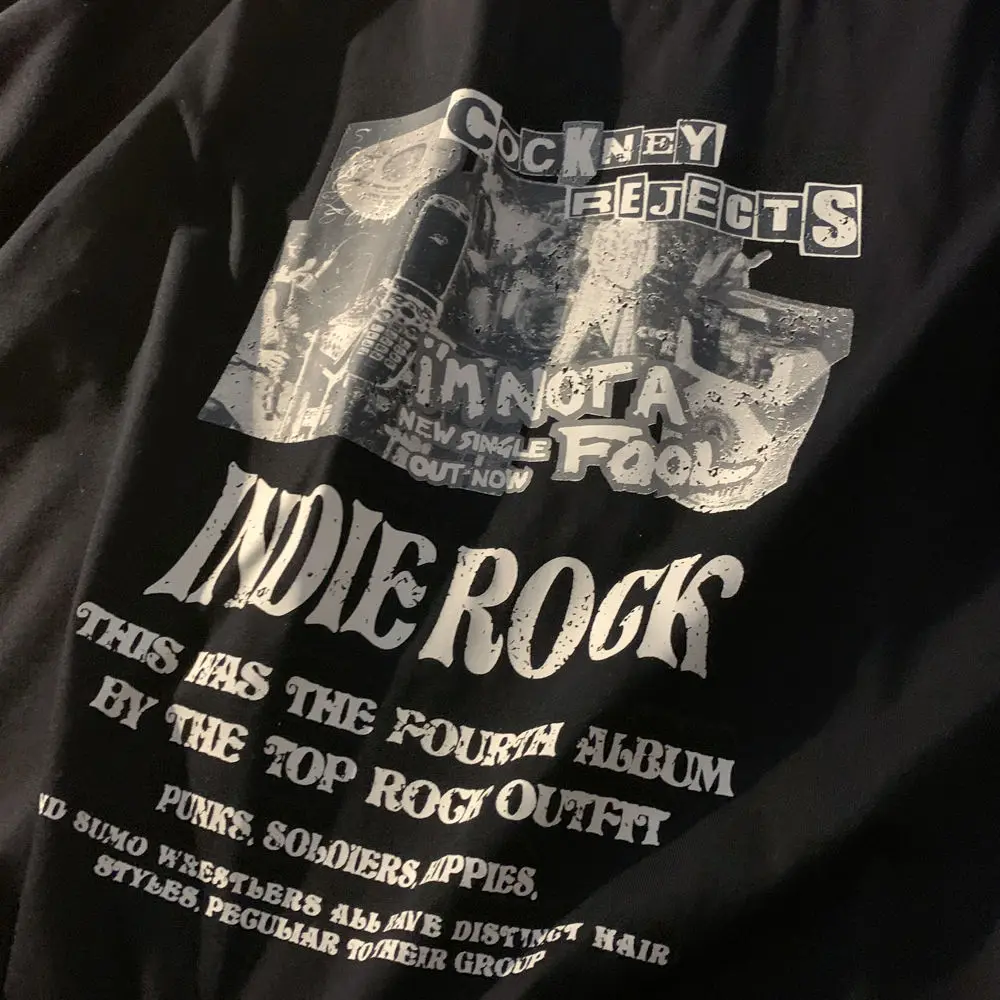 COCKNEY
REJECTS
I'M NOT A
NEW SINGLE FOOL
OUT NOW
INDIE ROCK
THIS WAS THE FOURTH ALBUM
BY THE TOP ROCK OUTFIT
PUNKS, SOLDIERS, HIPPIES,
ND SUMO WRESTLERS ALL HAVE DISTINCT HAIR
STYLES, PECULIAR TO THEIR GROUP